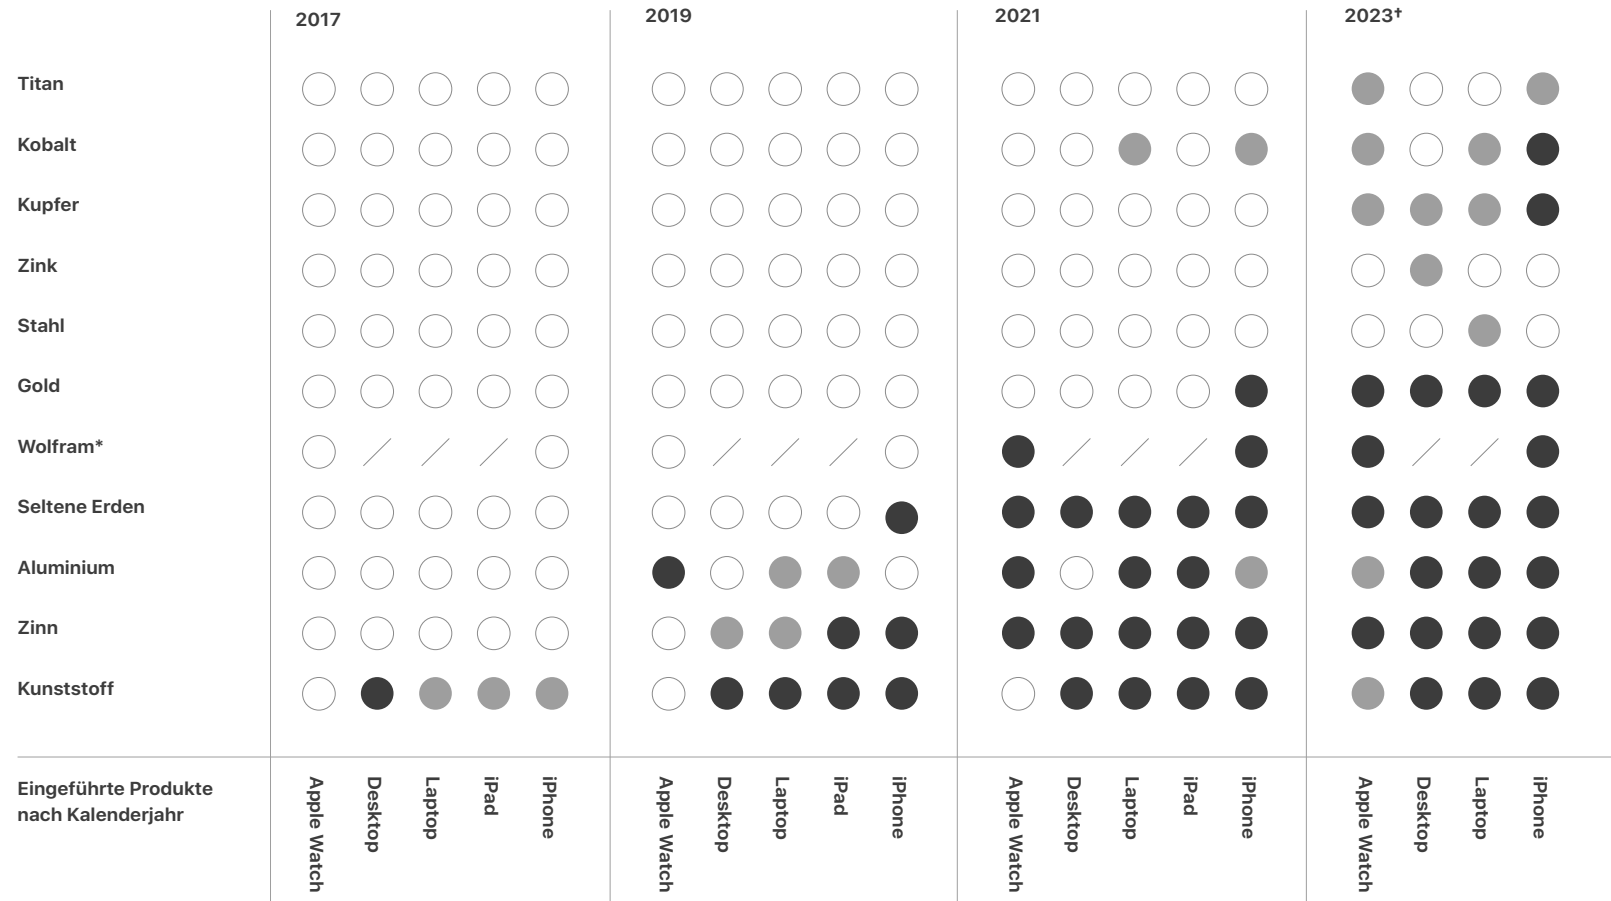 2017
2019
2021
2023†
Titan
Kobalt
Kupfer
Zink
Stahl
Gold
Wolfram*
Seltene Erden
Aluminium
Zinn
Kunststoff
Eingeführte Produkte
nach Kalenderjahr
Apple Watch
Desktop
Laptop
iPad
iPhone
Apple Watch
Desktop
Laptop
iPad
iPhone
Apple Watch
Desktop
Laptop
iPad
iPhone
Apple Watch
Desktop
Laptop
iPhone